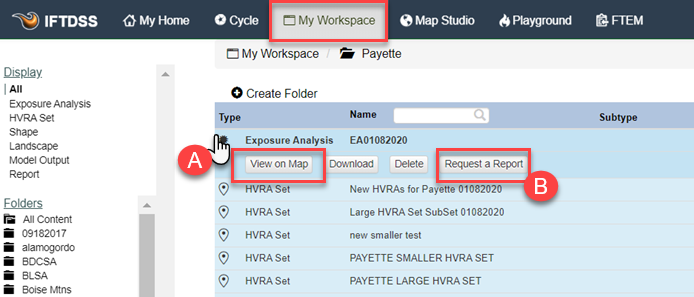 IFTDSS My Home Cycle My Workspace Map Studio Playground FTEM
My Workspace / Payette
Display
All
Exposure Analysis
HVRA Set
Shape
Landscape
Model Output
Report
Folders
All Content
09182017
alamogordo
BDCSA
BLSA
Boise Mtns
Create Folder
Type Name Subtype
Exposure Analysis EA01082020
A View on Map Download Delete Request a Report B
HVRA Set New HVRAs for Payette 01082020
HVRA Set Large HVRA Set SubSet 01082020
HVRA Set new smaller test
HVRA Set PAYETTE SMALLER HVRA SET
HVRA Set PAYETTE LARGE HVRA SET